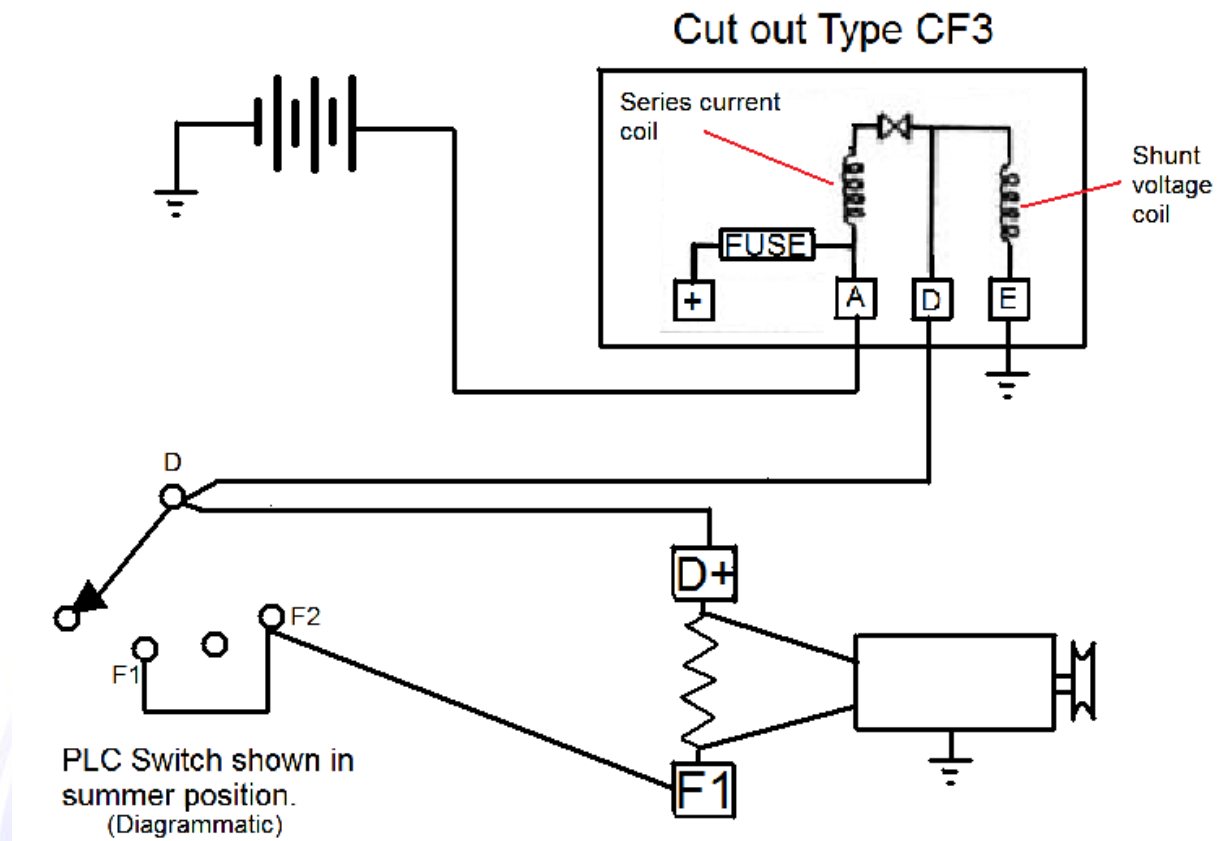 Cut out Type CF3
Series current
coil
Shunt
voltage
coil
FUSE
+
A
D
E
D
D+
F2
F1
F1
PLC Switch shown in
summer position.
(Diagrammatic)